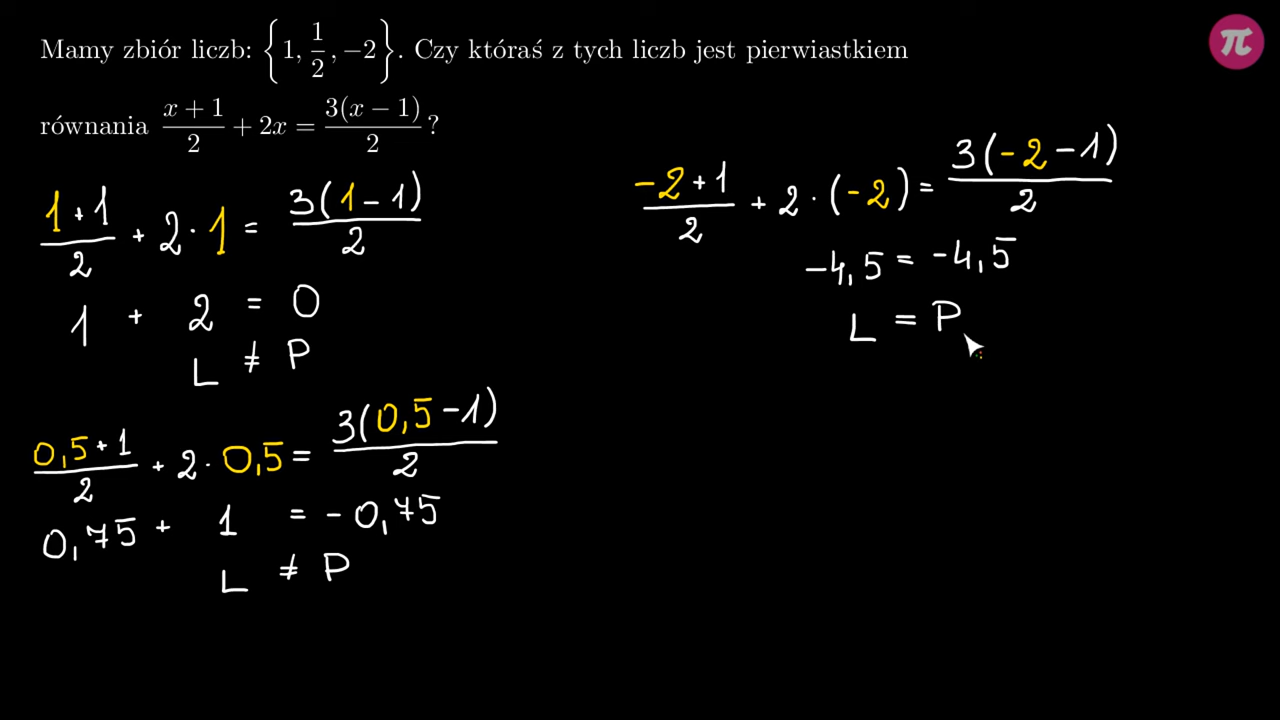 Mamy zbiór liczb: {1, 1/2, −2}. Czy któraś z tych liczb jest pierwiastkiem
równania (x + 1)/2 + 2x = 3(x − 1)/2 ?
(1 + 1)/2 + 2 · 1 = 3(1 − 1)/2
1 + 2 = 0
L ≠ P
(0,5 + 1)/2 + 2 · 0,5 = 3(0,5 − 1)/2
0,75 + 1 = − 0,75
L ≠ P
(−2 + 1)/2 + 2 · (−2) = 3(−2 − 1)/2
−4,5 = −4,5
L = P
π